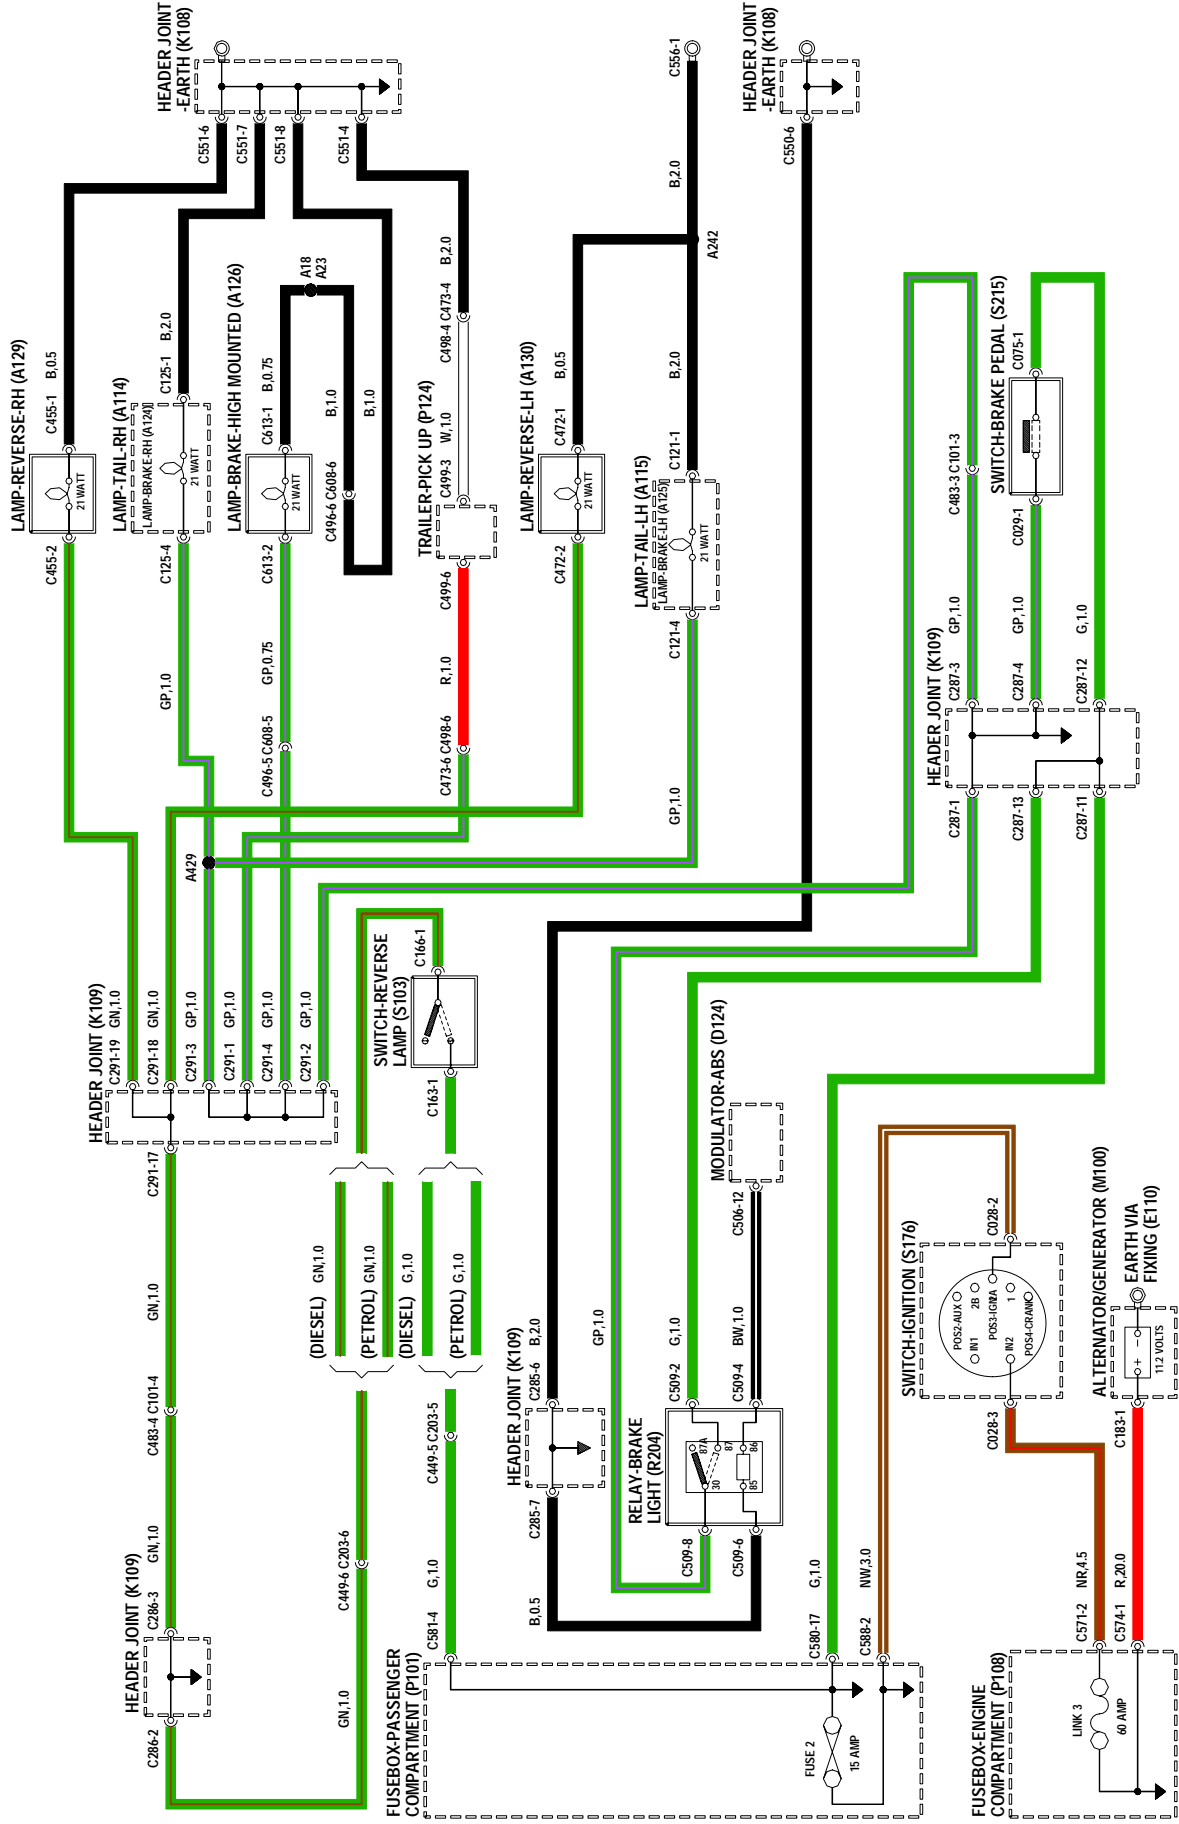 HEADER JOINT
-EARTH (K108)
C551-6
C551-7
C551-8
C551-4
C556-1
HEADER JOINT
-EARTH (K108)
C550-6
LAMP-REVERSE-RH (A129)
C455-1 B,0.5
21 WATT
C455-2
LAMP-TAIL-RH (A114)
LAMP-BRAKE-RH (A124)
C125-1 B,2.0
21 WATT
C125-4
GP,1.0
LAMP-BRAKE-HIGH MOUNTED (A126)
C613-1 B,0.75
A18
A23
21 WATT
C613-2
GP,0.75
C496-5 C608-5
B,1.0
B,1.0
C496-6 C608-6
TRAILER-PICK UP (P124)
C499-3 W,1.0
C498-4 C473-4 B,2.0
C499-6
R,1.0
C473-6 C498-6
LAMP-REVERSE-LH (A130)
C472-1 B,0.5
21 WATT
C472-2
LAMP-TAIL-LH (A115)
LAMP-BRAKE-LH (A125)
C121-1 B,2.0
B,2.0
A242
21 WATT
C121-4
GP,1.0
A429
SWITCH-BRAKE PEDAL (S215)
C075-1
C029-1
C483-3 C101-3
HEADER JOINT (K109)
C287-3 GP,1.0
C287-4 GP,1.0
C287-12 G,1.0
C287-1
C287-13
C287-11
HEADER JOINT (K109)
C291-19 GN,1.0
C291-18 GN,1.0
C291-3 GP,1.0
C291-1 GP,1.0
C291-4 GP,1.0
C291-2 GP,1.0
C291-17
GN,1.0
C483-4 C101-4
SWITCH-REVERSE
LAMP (S103)
C166-1
C163-1
(DIESEL) GN,1.0
(PETROL) GN,1.0
(DIESEL) G,1.0
(PETROL) G,1.0
MODULATOR-ABS (D124)
C506-12
HEADER JOINT (K109)
C285-6 B,2.0
C285-7
B,0.5
GP,1.0
C509-2 G,1.0
C509-4 BW,1.0
RELAY-BRAKE
LIGHT (R204)
87A
87
86
30
85
C509-8
C509-6
SWITCH-IGNITION (S176)
C028-2
POS2-AUX
2B
IN1
POS3-IGN
2A
1
IN2
POS4-CRANK
C028-3
ALTERNATOR/GENERATOR (M100)
EARTH VIA
FIXING (E110)
+ -
11.2 VOLTS
C183-1
HEADER JOINT (K109)
C286-3 GN,1.0
C286-2
GN,1.0
C449-6 C203-6
C449-5 C203-5
FUSEBOX-PASSENGER
COMPARTMENT (P101)
C581-4 G,1.0
C580-17 G,1.0
C588-2 NW,3.0
FUSE 2
15 AMP
FUSEBOX-ENGINE
COMPARTMENT (P108)
C571-2 NR,4.5
C574-1 R,20.0
LINK 3
60 AMP